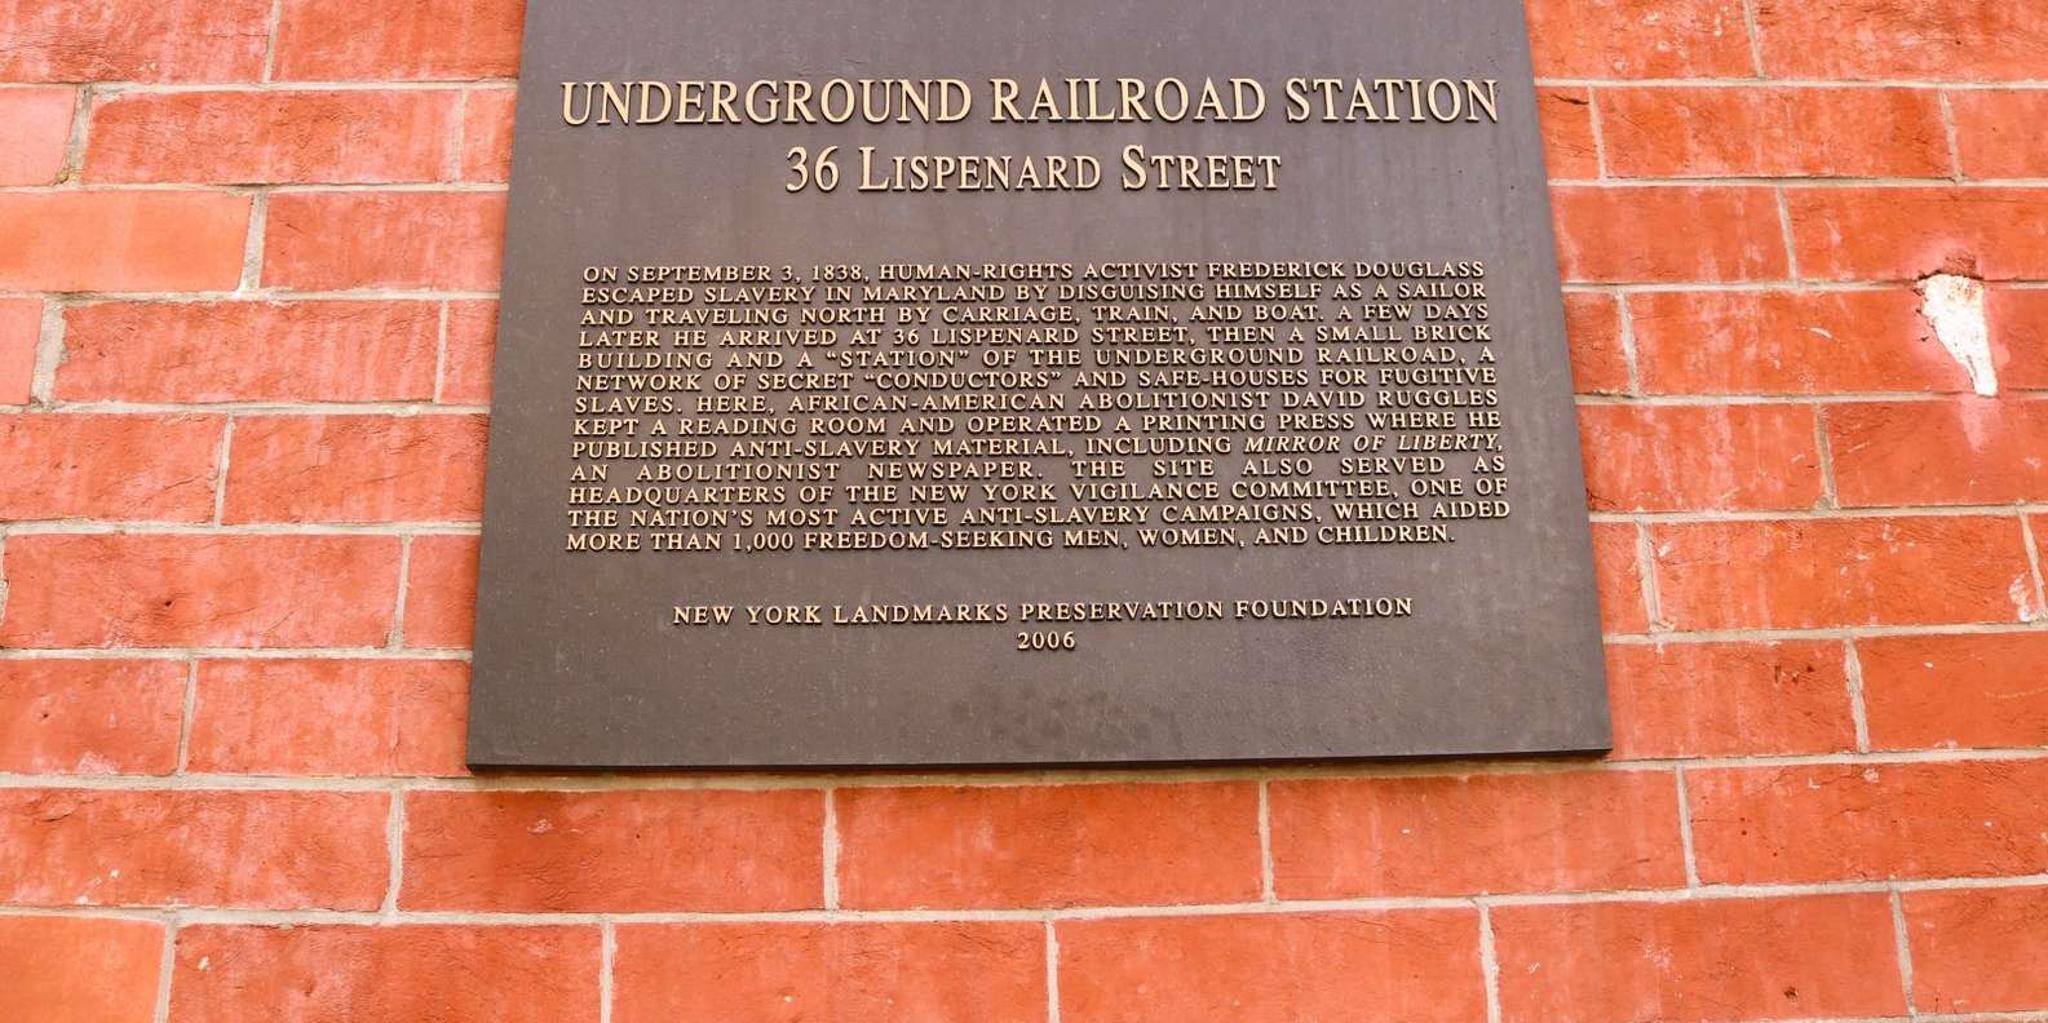 UNDERGROUND RAILROAD STATION
36 LISPENARD STREET
ON SEPTEMBER 3, 1838, HUMAN-RIGHTS ACTIVIST FREDERICK DOUGLASS
ESCAPED SLAVERY IN MARYLAND BY DISGUISING HIMSELF AS A SAILOR
AND TRAVELING NORTH BY CARRIAGE, TRAIN, AND BOAT. A FEW DAYS
LATER HE ARRIVED AT 36 LISPENARD STREET, THEN A SMALL BRICK
BUILDING AND A “STATION” OF THE UNDERGROUND RAILROAD, A
NETWORK OF SECRET “CONDUCTORS” AND SAFE-HOUSES FOR FUGITIVE
SLAVES. HERE, AFRICAN-AMERICAN ABOLITIONIST DAVID RUGGLES
KEPT A READING ROOM AND OPERATED A PRINTING PRESS WHERE HE
PUBLISHED ANTI-SLAVERY MATERIAL, INCLUDING MIRROR OF LIBERTY,
AN ABOLITIONIST NEWSPAPER. THE SITE ALSO SERVED AS
HEADQUARTERS OF THE NEW YORK VIGILANCE COMMITTEE, ONE OF
THE NATION’S MOST ACTIVE ANTI-SLAVERY CAMPAIGNS, WHICH AIDED
MORE THAN 1,000 FREEDOM-SEEKING MEN, WOMEN, AND CHILDREN.
NEW YORK LANDMARKS PRESERVATION FOUNDATION
2006